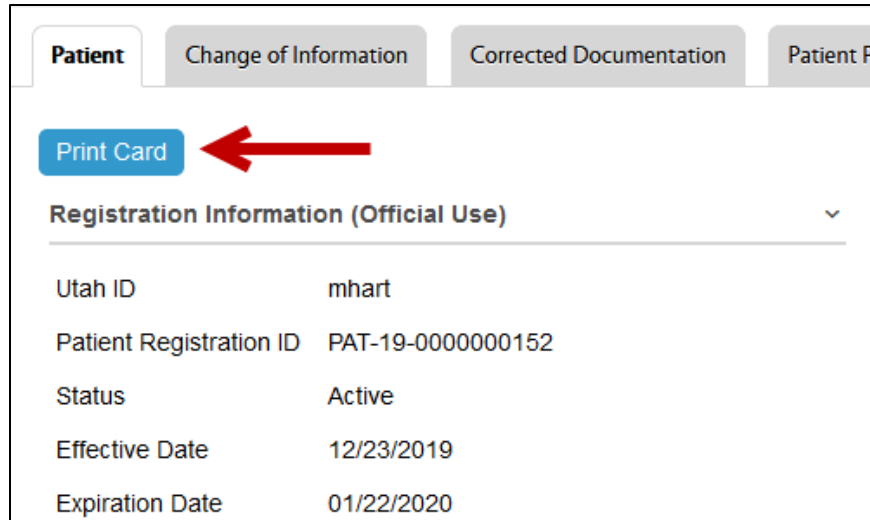 Patient Change of Information Corrected Documentation Patient
Print Card
Registration Information (Official Use)
Utah ID mhart
Patient Registration ID PAT-19-0000000152
Status Active
Effective Date 12/23/2019
Expiration Date 01/22/2020